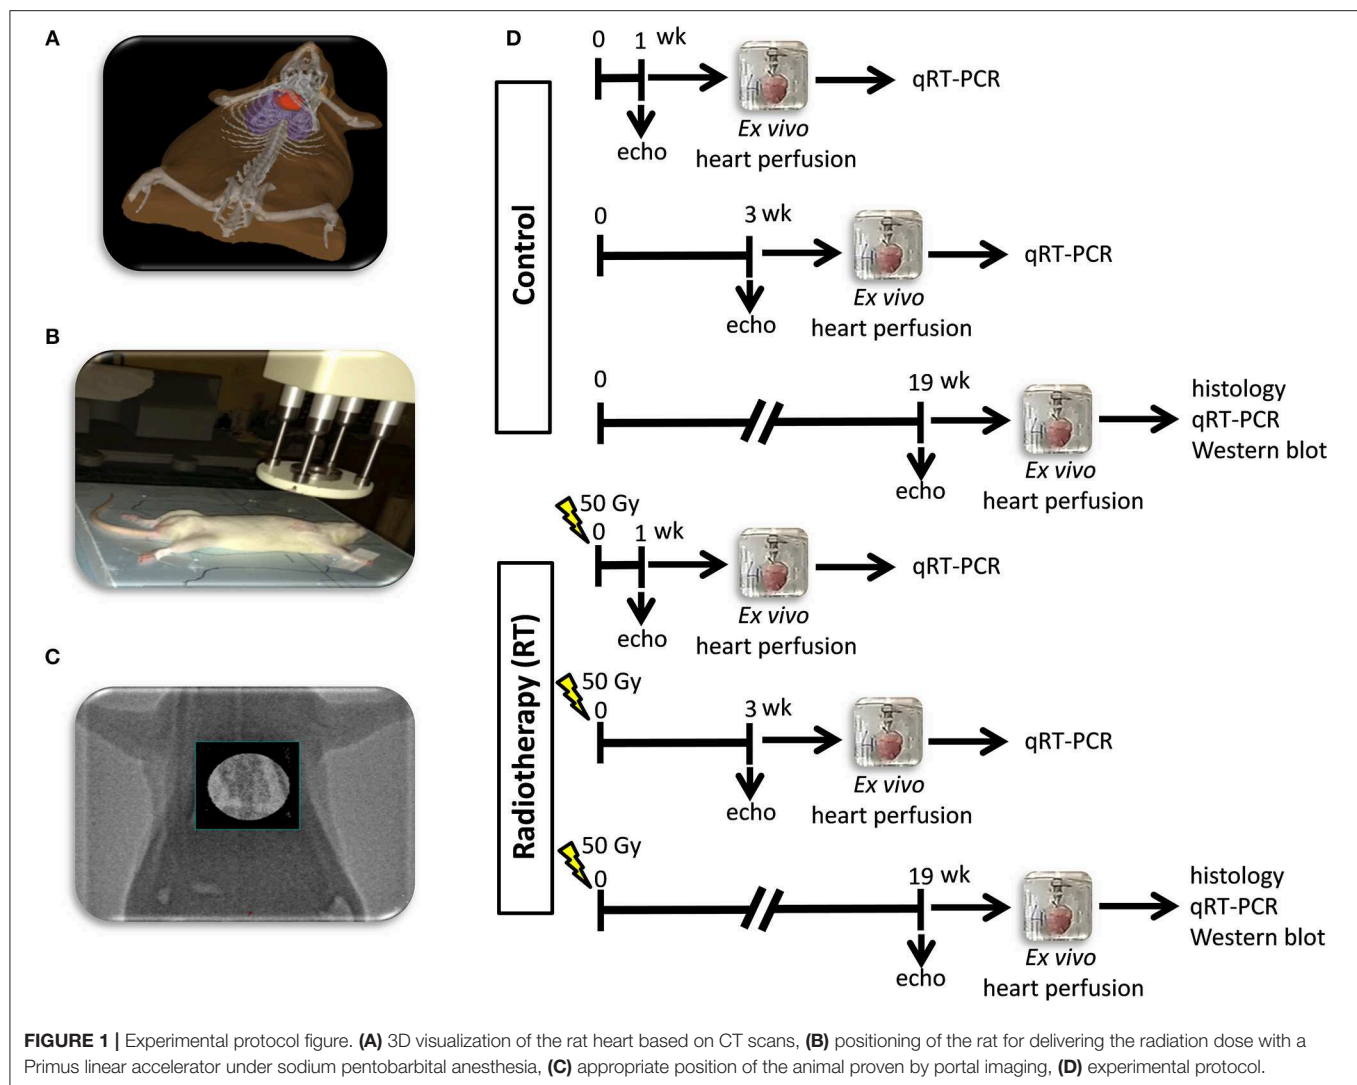 A
B
C
D
Control
0 1 wk
echo
Ex vivo
heart perfusion
qRT-PCR
0 3 wk
echo
Ex vivo
heart perfusion
qRT-PCR
0 19 wk
echo
Ex vivo
heart perfusion
histology
qRT-PCR
Western blot
Radiotherapy (RT)
50 Gy
0 1 wk
echo
Ex vivo
heart perfusion
qRT-PCR
50 Gy
0 3 wk
echo
Ex vivo
heart perfusion
qRT-PCR
50 Gy
0 19 wk
echo
Ex vivo
heart perfusion
histology
qRT-PCR
Western blot
FIGURE 1 | Experimental protocol figure. (A) 3D visualization of the rat heart based on CT scans, (B) positioning of the rat for delivering the radiation dose with a
Primus linear accelerator under sodium pentobarbital anesthesia, (C) appropriate position of the animal proven by portal imaging, (D) experimental protocol.